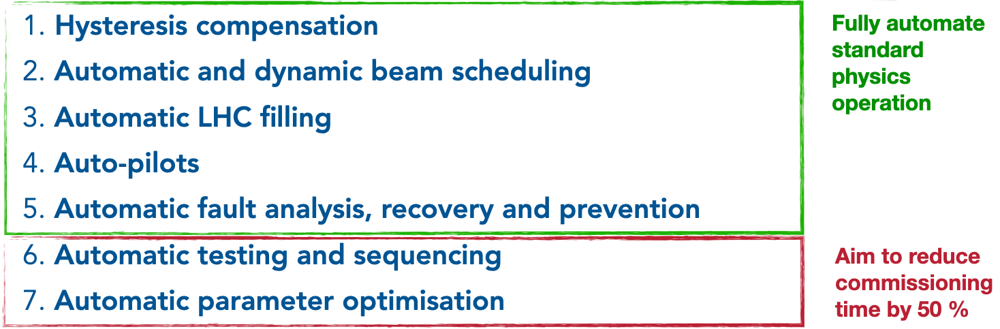 1. Hysteresis compensation
2. Automatic and dynamic beam scheduling
3. Automatic LHC filling
4. Auto-pilots
5. Automatic fault analysis, recovery and prevention
6. Automatic testing and sequencing
7. Automatic parameter optimisation
Fully automate
standard
physics
operation
Aim to reduce
commissioning
time by 50 %